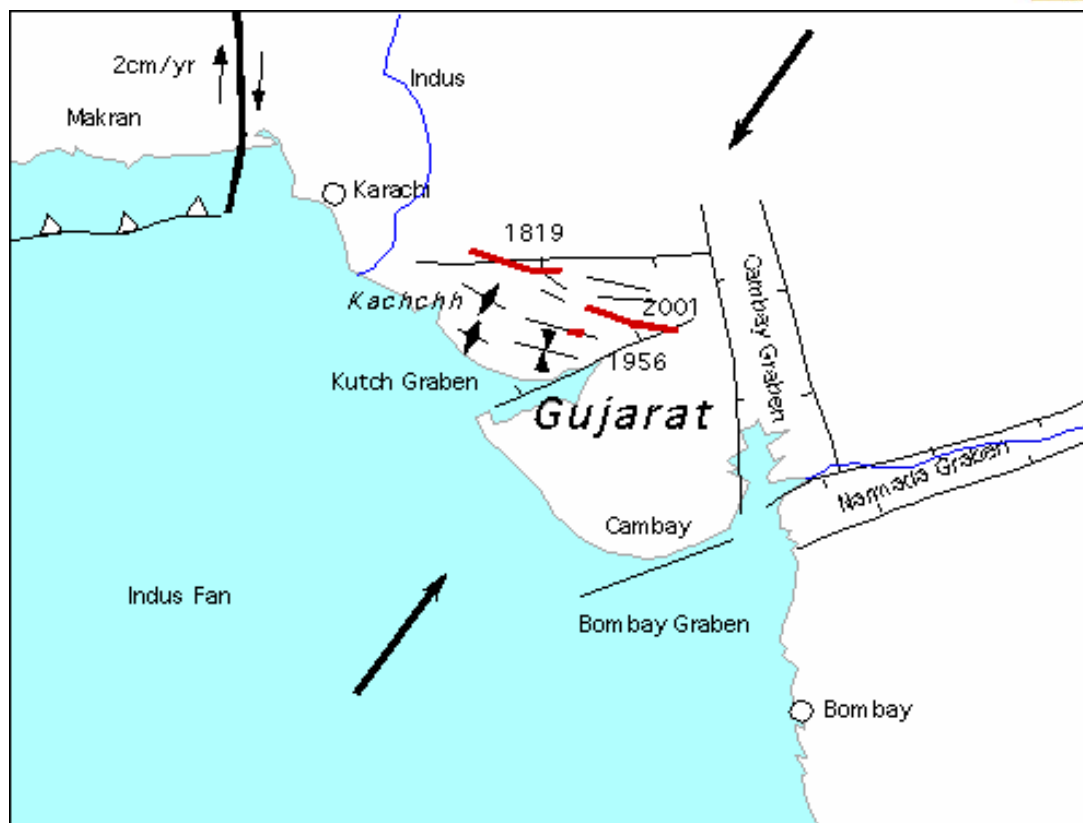 2cm/yr
Indus
Makran
Karachi
1819
Kachchh
2001
Cambay Graben
1956
Kutch Graben
Gujarat
Narmada Graben
Cambay
Indus Fan
Bombay Graben
Bombay